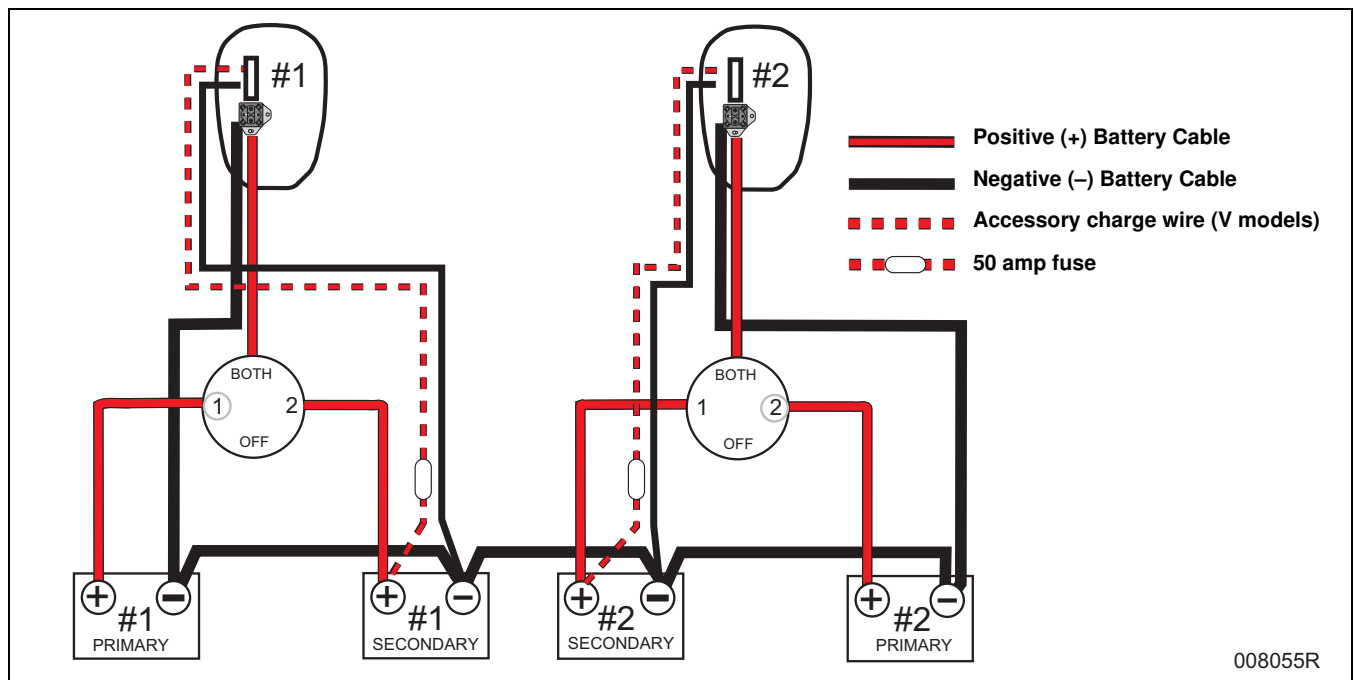 #1
#2
Positive (+) Battery Cable
Negative (–) Battery Cable
Accessory charge wire (V models)
50 amp fuse
BOTH
1 2
OFF
BOTH
1 2
OFF
+ –
#1
PRIMARY
+ –
#1
SECONDARY
+ –
#2
SECONDARY
+ –
#2
PRIMARY
008055R